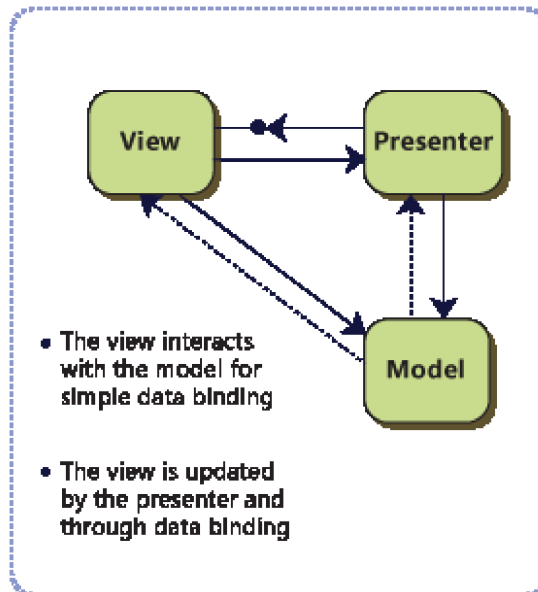 View
Presenter
Model
• The view interacts
with the model for
simple data binding
• The view is updated
by the presenter and
through data binding